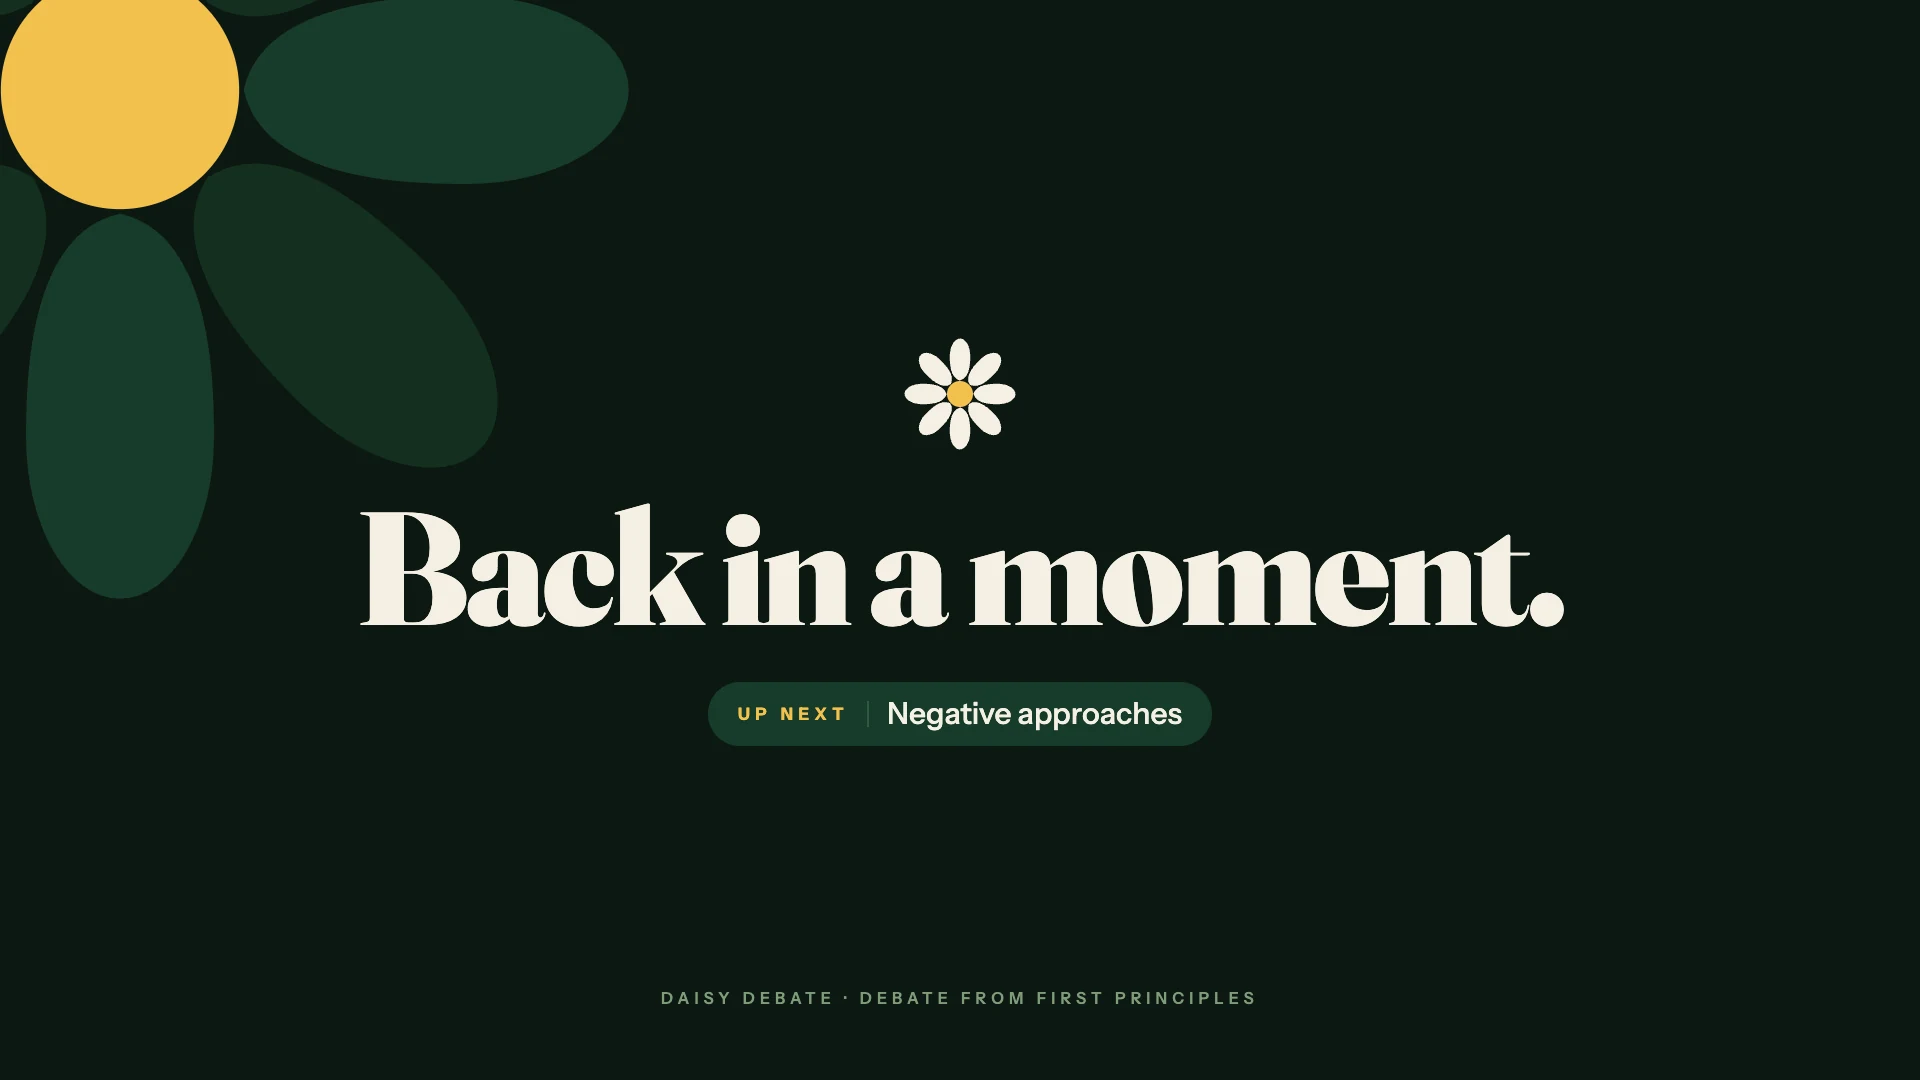 Back in a moment.
UP NEXT | Negative approaches
DAISY DEBATE · DEBATE FROM FIRST PRINCIPLES